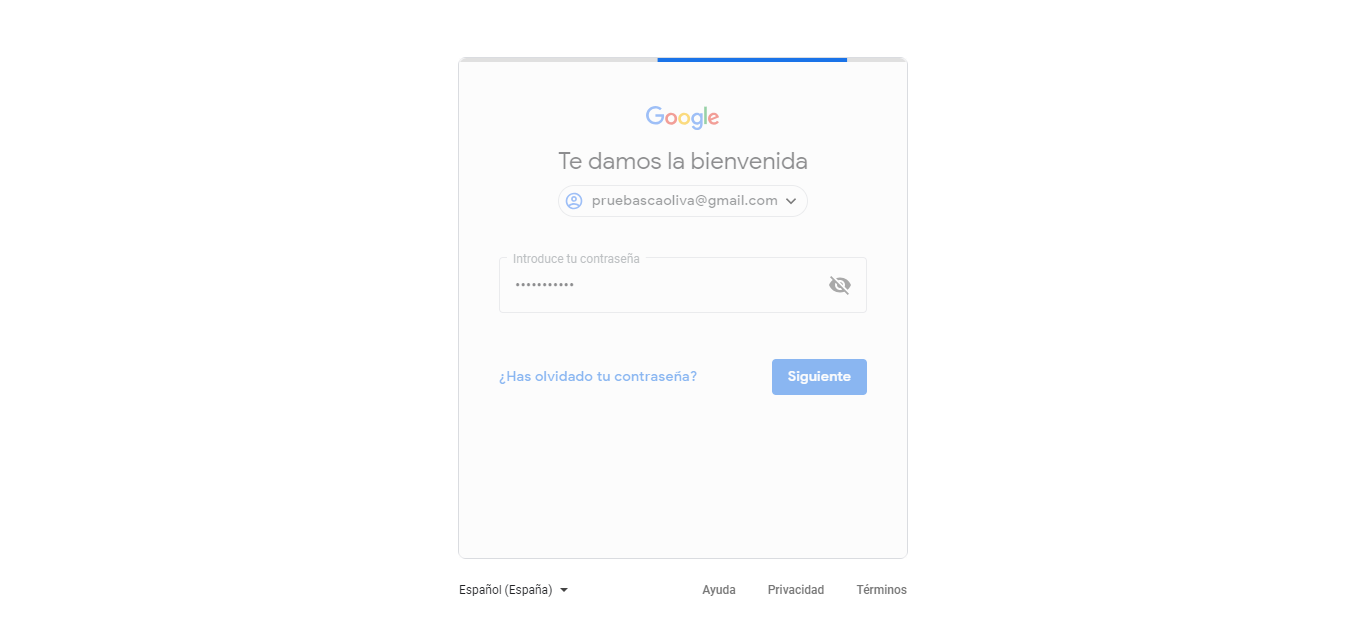 Google
Te damos la bienvenida
pruebascaoliva@gmail.com
Introduce tu contraseña
•••••••••••
¿Has olvidado tu contraseña? Siguiente
Español (España) Ayuda Privacidad Términos